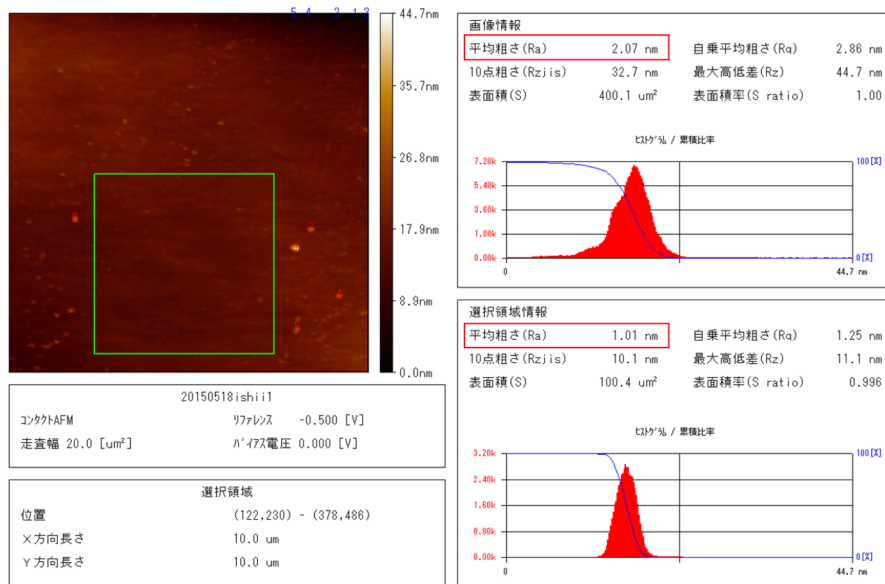 5 4 2 1 3
44.7nm
35.7nm
26.8nm
17.9nm
8.9nm
0.0nm
20150518ishii1
ｺﾝﾀｸﾄAFM ﾘﾌｧﾚﾝｽ -0.500 [V]
走査幅 20.0 [um²] ﾊﾞｲｱｽ電圧 0.000 [V]
選択領域
位置 (122,230) - (378,486)
X方向長さ 10.0 um
Y方向長さ 10.0 um
画像情報
平均粗さ(Ra) 2.07 nm 自乗平均粗さ(Rq) 2.86 nm
10点粗さ(Rzjis) 32.7 nm 最大高低差(Rz) 44.7 nm
表面積(S) 400.1 um² 表面積率(S ratio) 1.00
ﾋｽﾄｸﾞﾗﾑ / 累積比率
7.20k
5.40k
3.60k
1.80k
0.00k
100[%]
0[%]
0 44.7 nm
選択領域情報
平均粗さ(Ra) 1.01 nm 自乗平均粗さ(Rq) 1.25 nm
10点粗さ(Rzjis) 10.1 nm 最大高低差(Rz) 11.1 nm
表面積(S) 100.4 um² 表面積率(S ratio) 0.996
ﾋｽﾄｸﾞﾗﾑ / 累積比率
3.20k
2.40k
1.60k
0.80k
0.00k
100[%]
0[%]
0 44.7 nm